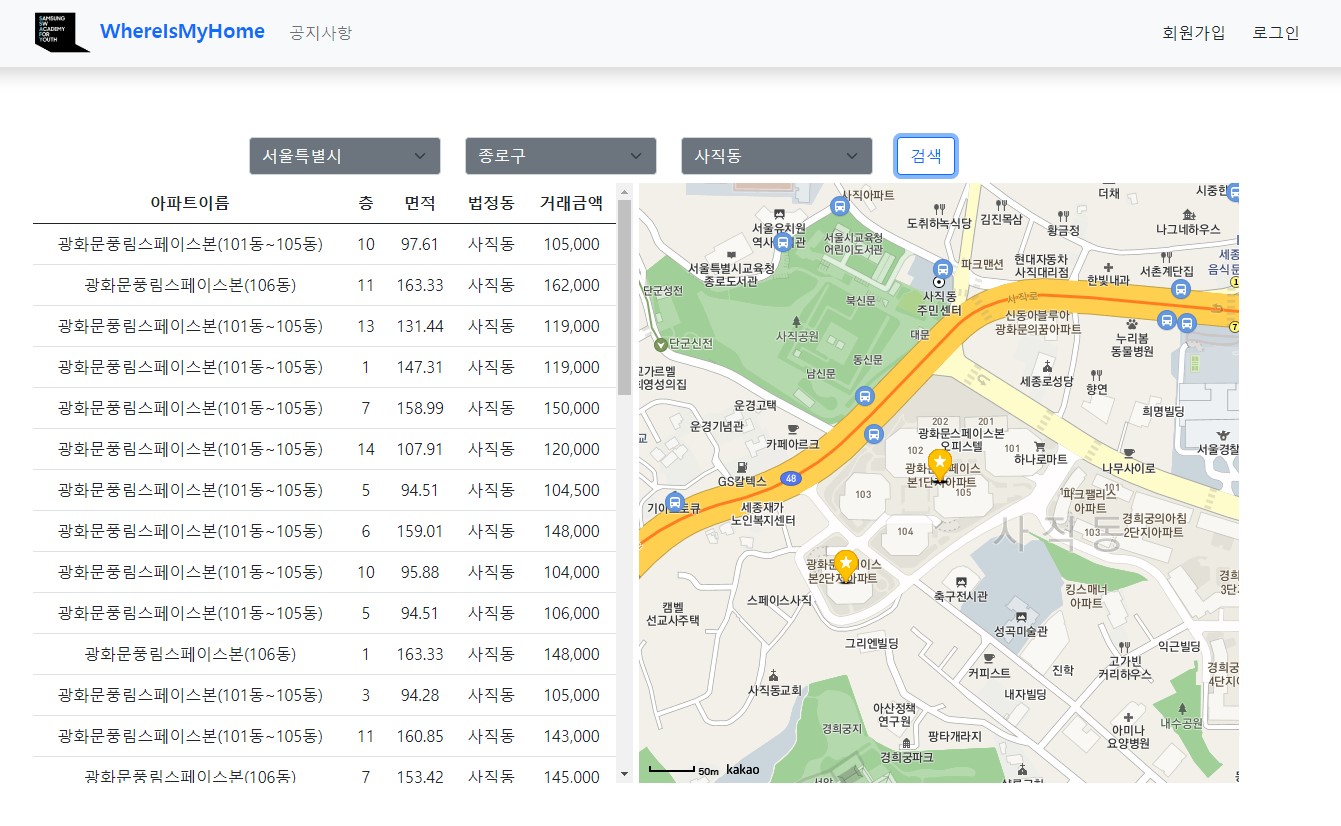 SAMSUNG
SW
ACADEMY
FOR
YOUTH
WhereIsMyHome
공지사항
회원가입
로그인
서울특별시
종로구
사직동
검색
아파트이름 층 면적 법정동 거래금액
광화문풍림스페이스본(101동~105동) 10 97.61 사직동 105,000
광화문풍림스페이스본(106동) 11 163.33 사직동 162,000
광화문풍림스페이스본(101동~105동) 13 131.44 사직동 119,000
광화문풍림스페이스본(101동~105동) 1 147.31 사직동 119,000
광화문풍림스페이스본(101동~105동) 7 158.99 사직동 150,000
광화문풍림스페이스본(101동~105동) 14 107.91 사직동 120,000
광화문풍림스페이스본(101동~105동) 5 94.51 사직동 104,500
광화문풍림스페이스본(101동~105동) 6 159.01 사직동 148,000
광화문풍림스페이스본(101동~105동) 10 95.88 사직동 104,000
광화문풍림스페이스본(101동~105동) 5 94.51 사직동 106,000
광화문풍림스페이스본(106동) 1 163.33 사직동 148,000
광화문풍림스페이스본(101동~105동) 3 94.28 사직동 105,000
광화문풍림스페이스본(101동~105동) 11 160.85 사직동 143,000
광화문풍림스페이스본(106동) 7 153.42 사직동 145,000
사직아파트
더채
시중한
도취하녹식당
김진목삼
황금정
나그네하우스
서울유치원
서울시교육청
어린이도서관
서울특별시교육청
종로도서관
파크맨션
현대자동차
사직대리점
한빛내과
서촌계단집
세종
음식문
단군성전
북신문
사직동
주민센터
사직로
신동아블루아
광화문의꿈아파트
사직공원
대문
단군신전
동신문
남신문
누리봄
동물병원
세종로성당
향연
희명빌딩
운경고택
운경기념관
카페아르크
202
201
광화문스페이스본
오피스텔
102
101
하나로마트
나무사이로
서울경찰
GS칼텍스
48
103
105
세종재가
노인복지센터
파크팰리스
아파트
101
103
경희궁의아침
2단지아파트
사직동
104
축구전시관
킹스매너
아파트
경희
3단
스페이스사직
캠벨
선교사주택
성곡미술관
그리엔빌딩
커피스트
진학
고가빈
커리하우스
익근빌딩
경희궁
4단지
사직동교회
내자빌딩
아산정책
연구원
경희궁지
팡타개라지
아미나
요양병원
내수공원
경희궁파크
50m
kakao